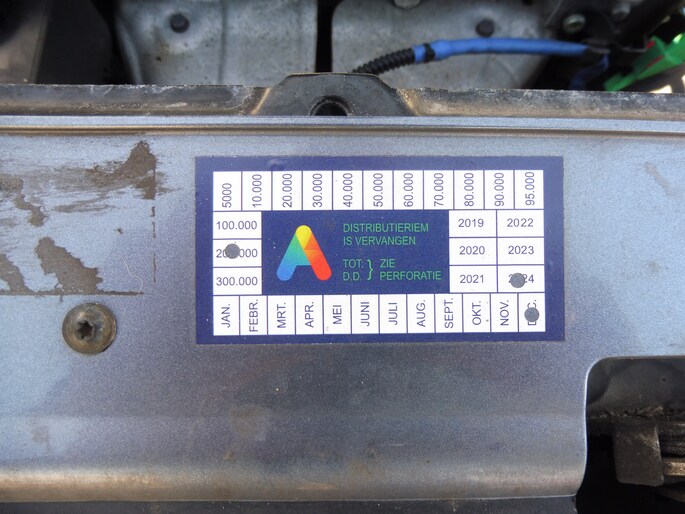 5000 10.000 20.000 30.000 40.000 50.000 60.000 70.000 80.000 90.000 95.000
100.000
300.000
DISTRIBUTIERIEM
IS VERVANGEN
TOT: } ZIE
D.D. PERFORATIE
2019 2022
2020 2023
2021
JAN. FEBR. MRT. APR. MEI JUNI JULI AUG. SEPT. OKT. NOV.